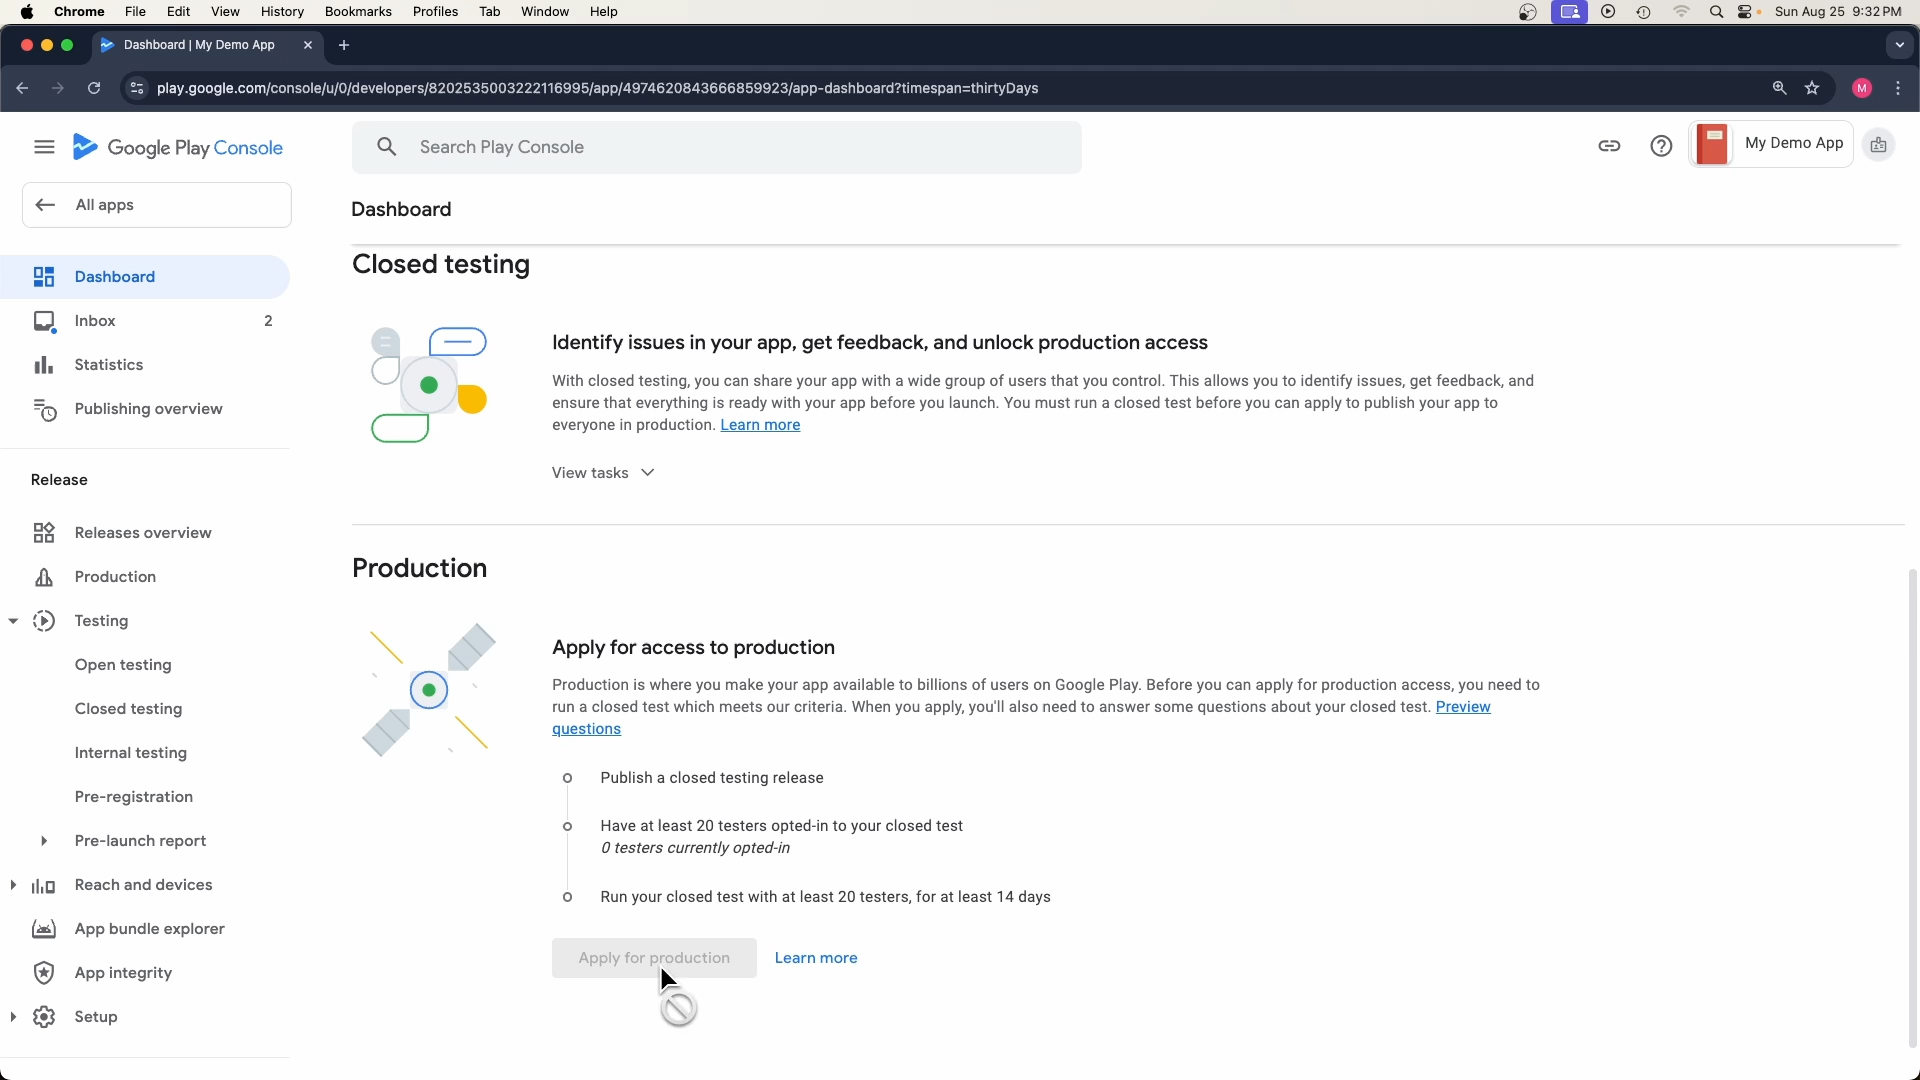 Chrome File Edit View History Bookmarks Profiles Tab Window Help Sun Aug 25 9:32 PM
Dashboard | My Demo App
play.google.com/console/u/0/developers/8202535003222116995/app/4974620843666859923/app-dashboard?timespan=thirtyDays
M
Google Play Console
Search Play Console
My Demo App
All apps
Dashboard
Inbox 2
Statistics
Publishing overview
Release
Releases overview
Production
Testing
Open testing
Closed testing
Internal testing
Pre-registration
Pre-launch report
Reach and devices
App bundle explorer
App integrity
Setup
Dashboard
Closed testing
Identify issues in your app, get feedback, and unlock production access
With closed testing, you can share your app with a wide group of users that you control. This allows you to identify issues, get feedback, and
ensure that everything is ready with your app before you launch. You must run a closed test before you can apply to publish your app to
everyone in production. Learn more
View tasks
Production
Apply for access to production
Production is where you make your app available to billions of users on Google Play. Before you can apply for production access, you need to
run a closed test which meets our criteria. When you apply, you'll also need to answer some questions about your closed test. Preview
questions
Publish a closed testing release
Have at least 20 testers opted-in to your closed test
0 testers currently opted-in
Run your closed test with at least 20 testers, for at least 14 days
Apply for production Learn more